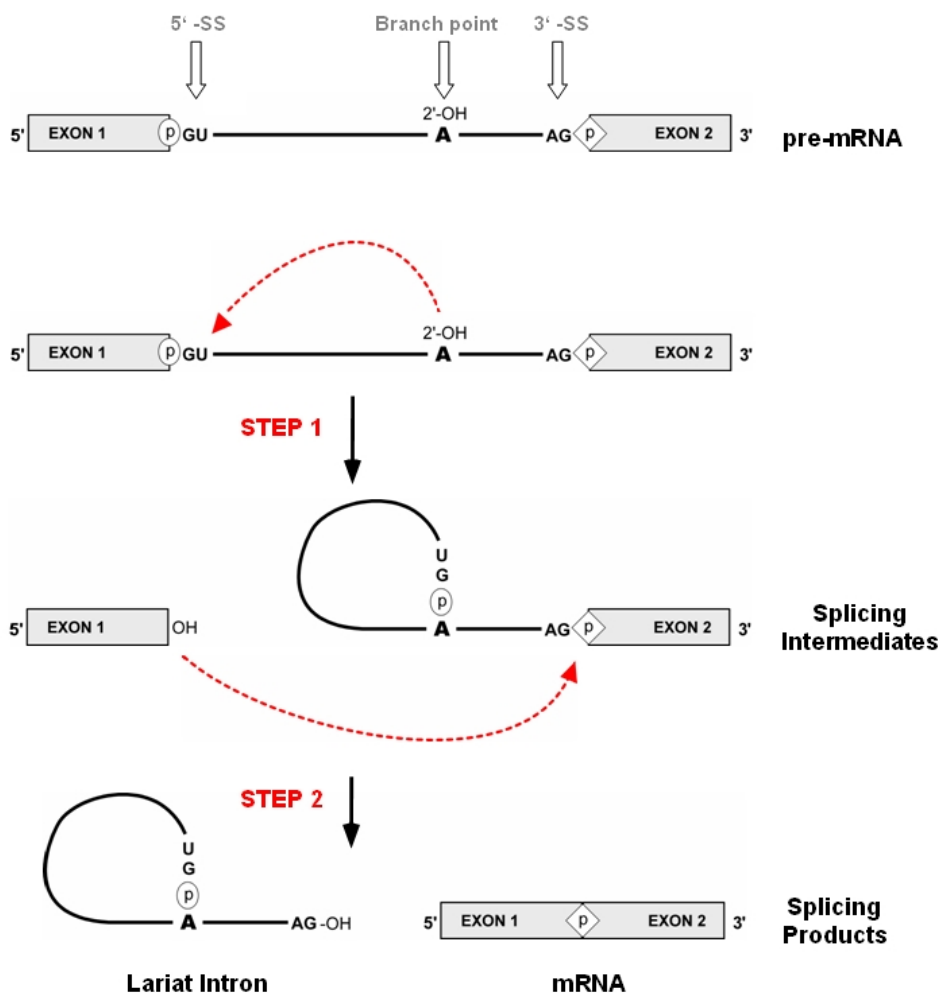 5' -SS Branch point 3' -SS
2'-OH
5' EXON 1 p GU A AG p EXON 2 3' pre-mRNA
2'-OH
5' EXON 1 p GU A AG p EXON 2 3'
STEP 1
U
G
p
5' EXON 1 OH A AG p EXON 2 3' Splicing
Intermediates
STEP 2
U
G
p
A AG -OH 5' EXON 1 p EXON 2 3' Splicing
Products
Lariat Intron mRNA